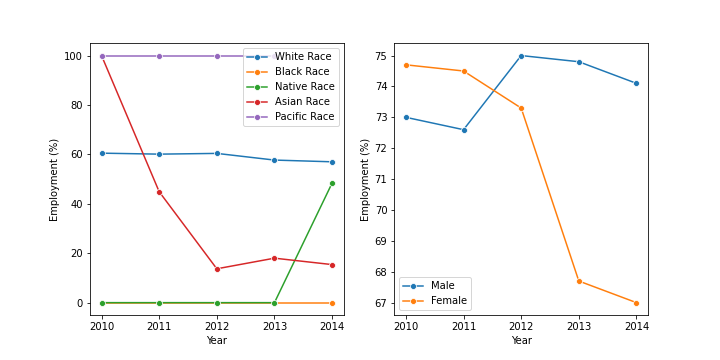 100
80
60
40
20
0
Employment (%)
2010 2011 2012 2013 2014
Year
White Race
Black Race
Native Race
Asian Race
Pacific Race
75
74
73
72
71
70
69
68
67
Employment (%)
2010 2011 2012 2013 2014
Year
Male
Female